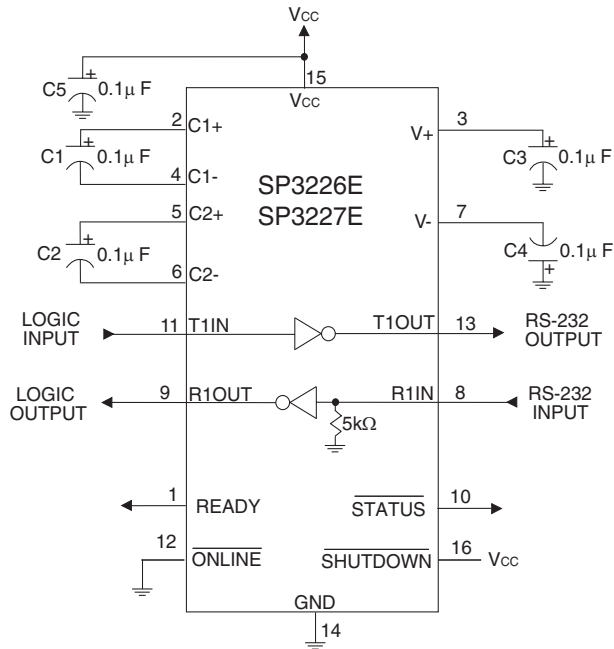 VCC
15
C5
+
0.1μ F
VCC
2
C1+
V+
3
C1
+
0.1μ F
C3
+
0.1μ F
4
C1-
SP3226E
5
C2+
SP3227E
V-
7
C2
+
0.1μ F
C4
+
0.1μ F
6
C2-
LOGIC
INPUT
11
T1IN
T1OUT
13
RS-232
OUTPUT
LOGIC
OUTPUT
9
R1OUT
R1IN
8
RS-232
INPUT
5kΩ
1
READY
STATUS
10
12
ONLINE
SHUTDOWN
16
VCC
GND
14